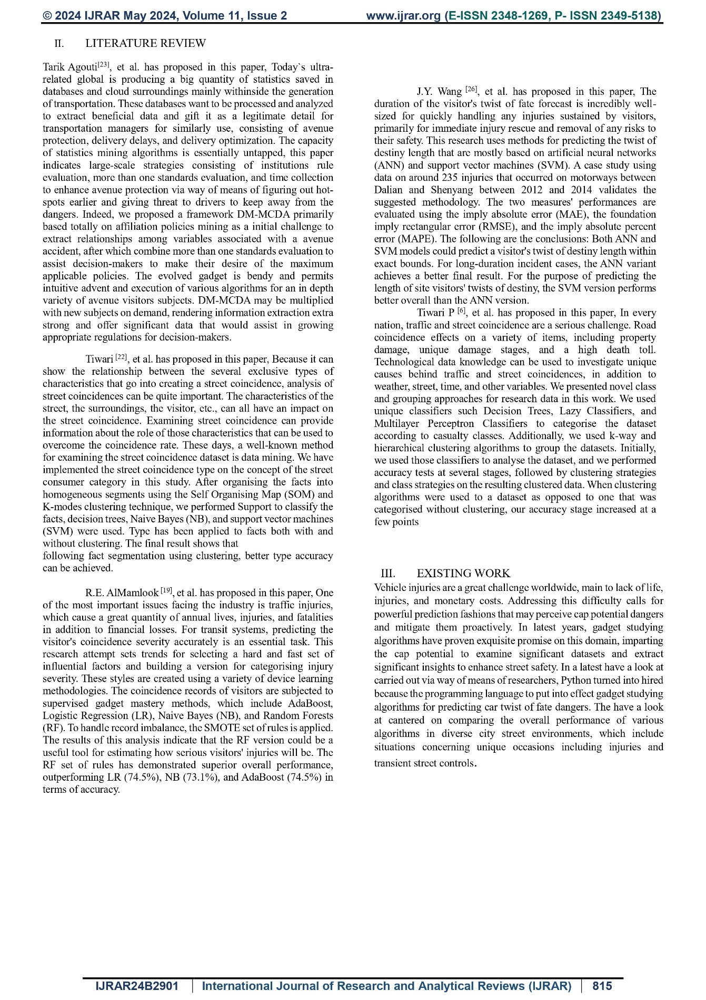 © 2024 IJRAR May 2024, Volume 11, Issue 2 www.ijrar.org (E-ISSN 2348-1269, P- ISSN 2349-5138)
II. LITERATURE REVIEW
Tarik Agouti[23], et al. has proposed in this paper, Today`s ultra-
related global is producing a big quantity of statistics saved in
databases and cloud surroundings mainly withinside the generation
of transportation. These databases want to be processed and analyzed
to extract beneficial data and gift it as a legitimate detail for
transportation managers for similarly use, consisting of avenue
protection, delivery delays, and delivery optimization. The capacity
of statistics mining algorithms is essentially untapped, this paper
indicates large-scale strategies consisting of institutions rule
evaluation, more than one standards evaluation, and time collection
to enhance avenue protection via way of means of figuring out hot-
spots earlier and giving threat to drivers to keep away from the
dangers. Indeed, we proposed a framework DM-MCDA primarily
based totally on affiliation policies mining as a initial challenge to
extract relationships among variables associated with a avenue
accident, after which combine more than one standards evaluation to
assist decision-makers to make their desire of the maximum
applicable policies. The evolved gadget is bendy and permits
intuitive advent and execution of various algorithms for an in depth
variety of avenue visitors subjects. DM-MCDA may be multiplied
with new subjects on demand, rendering information extraction extra
strong and offer significant data that would assist in growing
appropriate regulations for decision-makers.
Tiwari [22], et al. has proposed in this paper, Because it can
show the relationship between the several exclusive types of
characteristics that go into creating a street coincidence, analysis of
street coincidences can be quite important. The characteristics of the
street, the surroundings, the visitor, etc., can all have an impact on
the street coincidence. Examining street coincidence can provide
information about the role of those characteristics that can be used to
overcome the coincidence rate. These days, a well-known method
for examining the street coincidence dataset is data mining. We have
implemented the street coincidence type on the concept of the street
consumer category in this study. After organising the facts into
homogeneous segments using the Self Organising Map (SOM) and
K-modes clustering technique, we performed Support to classify the
facts, decision trees, Naive Bayes (NB), and support vector machines
(SVM) were used. Type has been applied to facts both with and
without clustering. The final result shows that
following fact segmentation using clustering, better type accuracy
can be achieved.
R.E. AlMamlook [19], et al. has proposed in this paper, One
of the most important issues facing the industry is traffic injuries,
which cause a great quantity of annual lives, injuries, and fatalities
in addition to financial losses. For transit systems, predicting the
visitor's coincidence severity accurately is an essential task. This
research attempt sets trends for selecting a hard and fast set of
influential factors and building a version for categorising injury
severity. These styles are created using a variety of device learning
methodologies. The coincidence records of visitors are subjected to
supervised gadget mastery methods, which include AdaBoost,
Logistic Regression (LR), Naive Bayes (NB), and Random Forests
(RF). To handle record imbalance, the SMOTE set of rules is applied.
The results of this analysis indicate that the RF version could be a
useful tool for estimating how serious visitors' injuries will be. The
RF set of rules has demonstrated superior overall performance,
outperforming LR (74.5%), NB (73.1%), and AdaBoost (74.5%) in
terms of accuracy.
J.Y. Wang [26], et al. has proposed in this paper, The
duration of the visitor's twist of fate forecast is incredibly well-
sized for quickly handling any injuries sustained by visitors,
primarily for immediate injury rescue and removal of any risks to
their safety. This research uses methods for predicting the twist of
destiny length that are mostly based on artificial neural networks
(ANN) and support vector machines (SVM). A case study using
data on around 235 injuries that occurred on motorways between
Dalian and Shenyang between 2012 and 2014 validates the
suggested methodology. The two measures' performances are
evaluated using the imply absolute error (MAE), the foundation
imply rectangular error (RMSE), and the imply absolute percent
error (MAPE). The following are the conclusions: Both ANN and
SVM models could predict a visitor's twist of destiny length within
exact bounds. For long-duration incident cases, the ANN variant
achieves a better final result. For the purpose of predicting the
length of site visitors' twists of destiny, the SVM version performs
better overall than the ANN version.
Tiwari P [6], et al. has proposed in this paper, In every
nation, traffic and street coincidence are a serious challenge. Road
coincidence effects on a variety of items, including property
damage, unique damage stages, and a high death toll.
Technological data knowledge can be used to investigate unique
causes behind traffic and street coincidences, in addition to
weather, street, time, and other variables. We presented novel class
and grouping approaches for research data in this work. We used
unique classifiers such Decision Trees, Lazy Classifiers, and
Multilayer Perceptron Classifiers to categorise the dataset
according to casualty classes. Additionally, we used k-way and
hierarchical clustering algorithms to group the datasets. Initially,
we used those classifiers to analyse the dataset, and we performed
accuracy tests at several stages, followed by clustering strategies
and class strategies on the resulting clustered data. When clustering
algorithms were used to a dataset as opposed to one that was
categorised without clustering, our accuracy stage increased at a
few points
III. EXISTING WORK
Vehicle injuries are a great challenge worldwide, main to lack of life,
injuries, and monetary costs. Addressing this difficulty calls for
powerful prediction fashions that may perceive cap potential dangers
and mitigate them proactively. In latest years, gadget studying
algorithms have proven exquisite promise on this domain, imparting
the cap potential to examine significant datasets and extract
significant insights to enhance street safety. In a latest have a look at
carried out via way of means of researchers, Python turned into hired
because the programming language to put into effect gadget studying
algorithms for predicting car twist of fate dangers. The have a look
at cantered on comparing the overall performance of various
algorithms in diverse city street environments, which include
situations concerning unique occasions including injuries and
transient street controls.
IJRAR24B2901 International Journal of Research and Analytical Reviews (IJRAR) 815